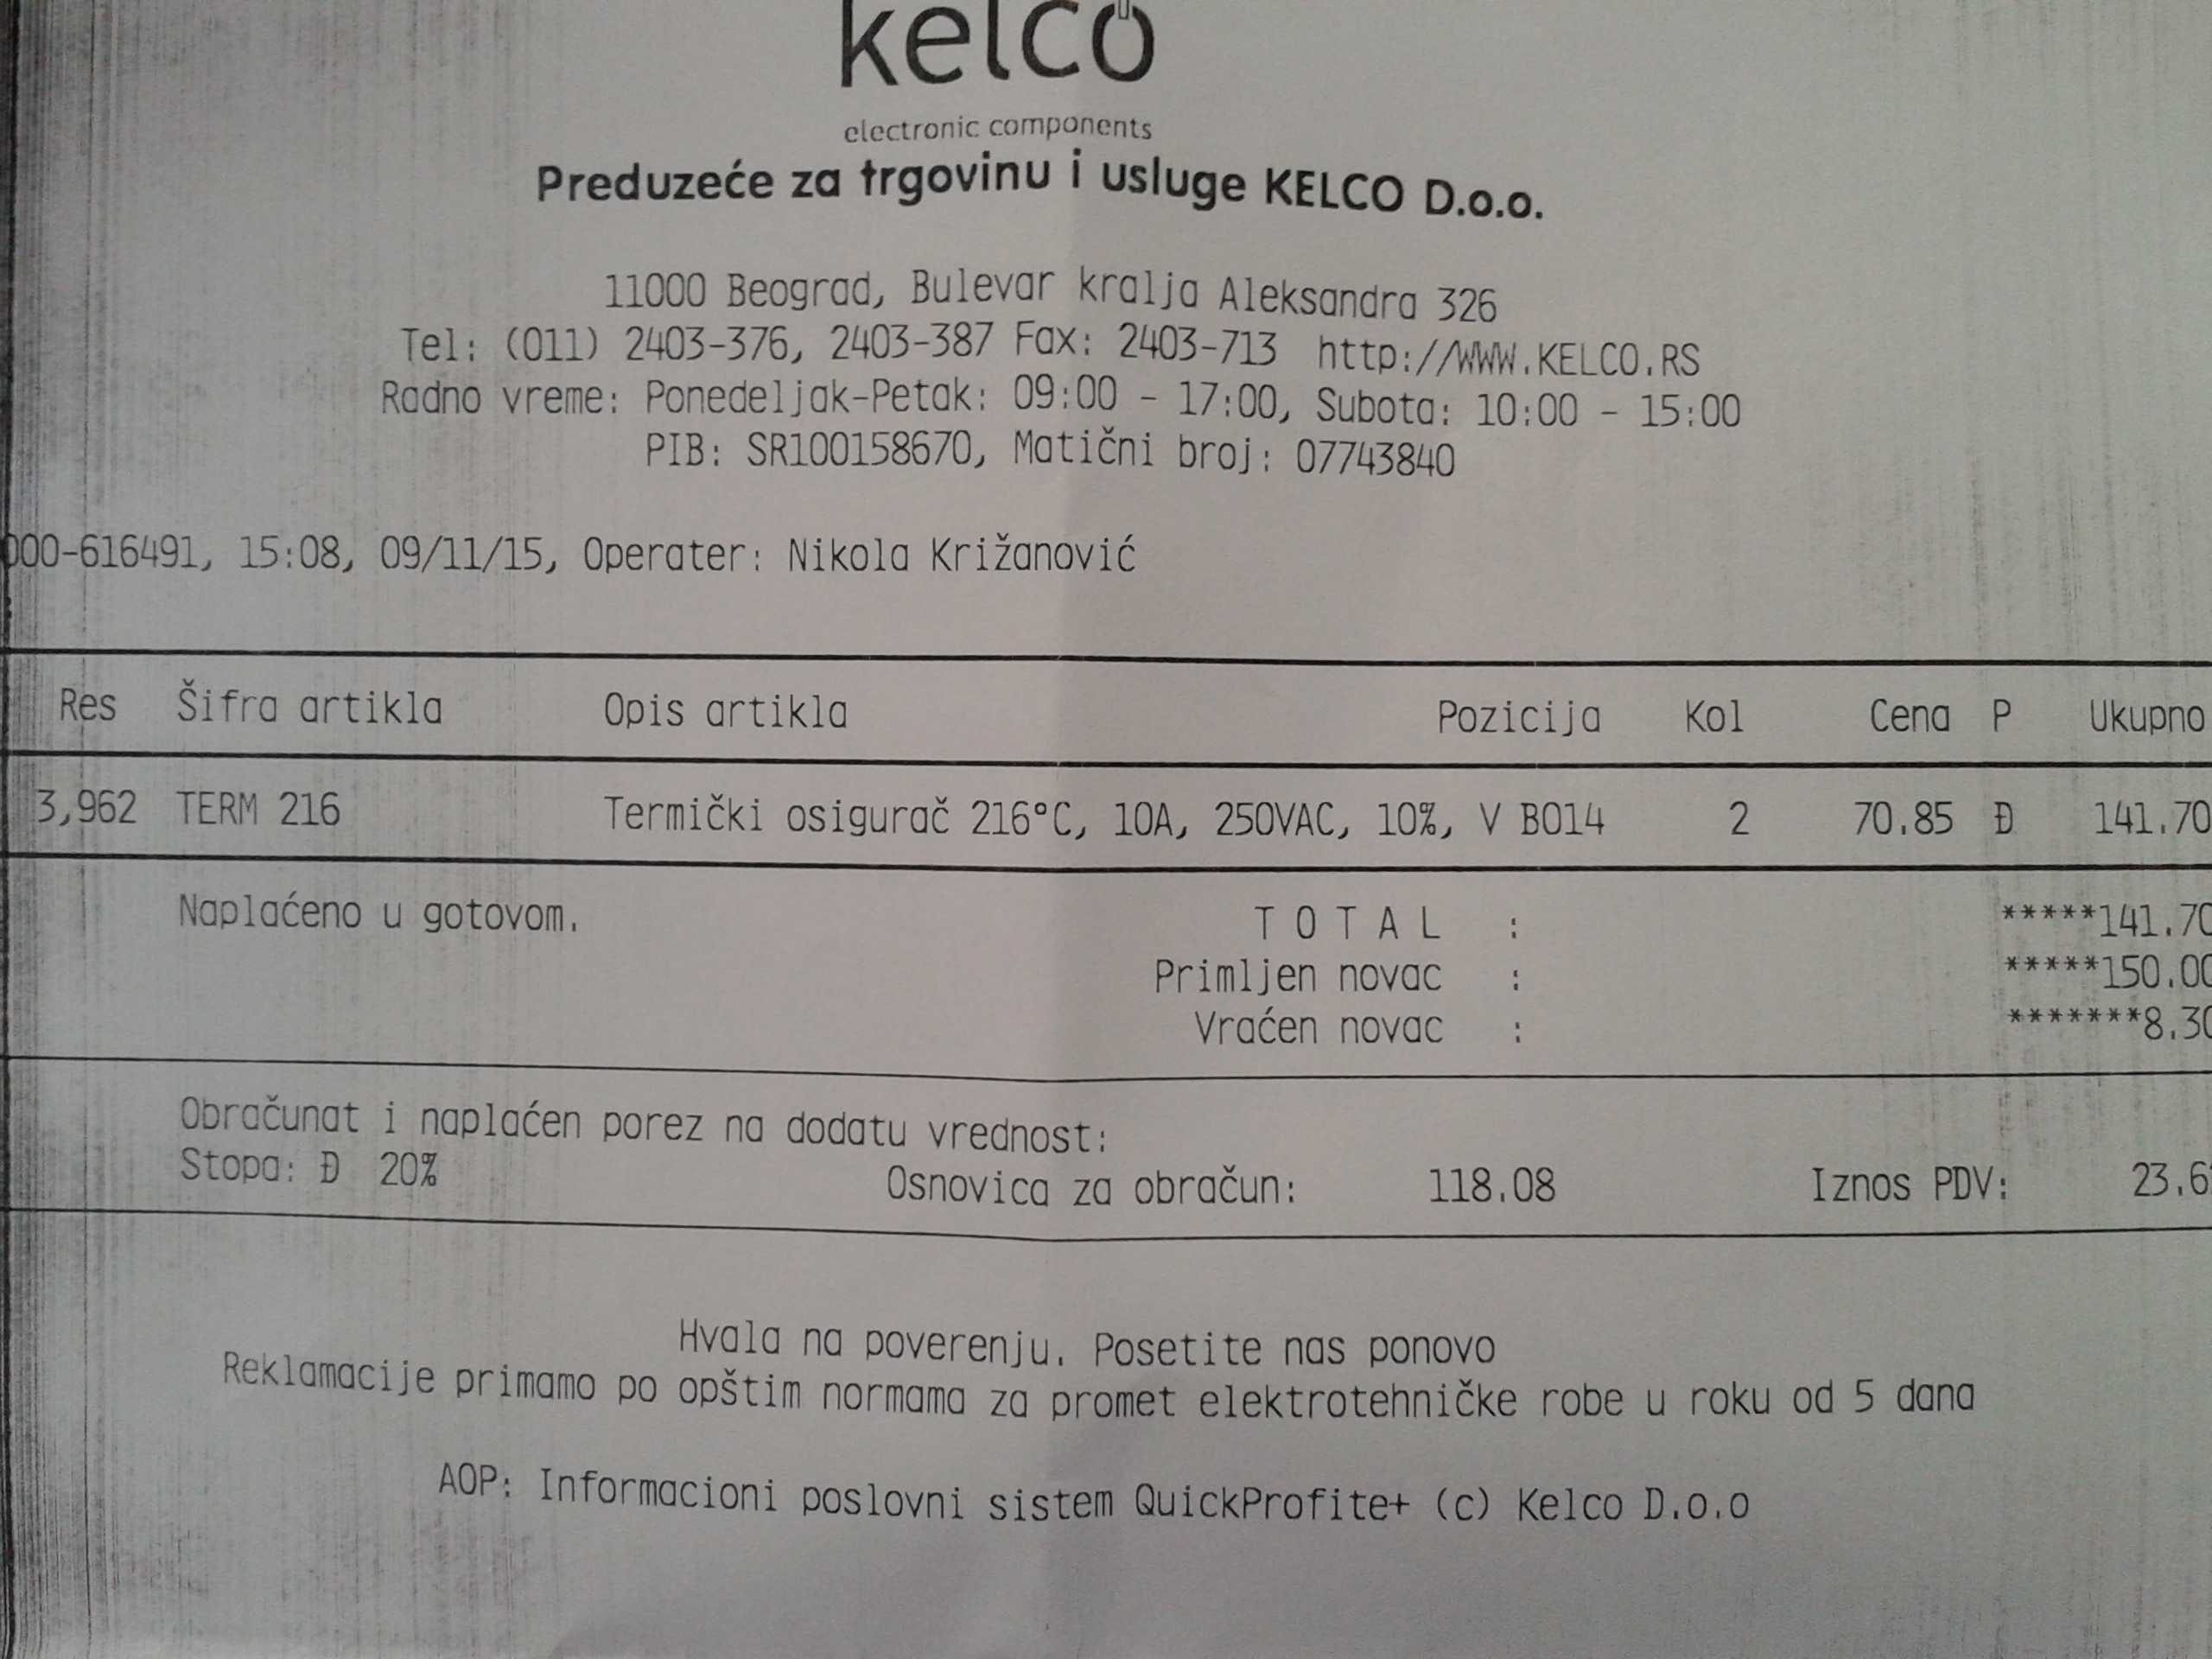 kelco
electronic components
Preduzeće za trgovinu i usluge KELCO D.o.o.
11000 Beograd, Bulevar kralja Aleksandra 326
Tel: (011) 2403-376, 2403-387 Fax: 2403-713 http://WWW.KELCO.RS
Radno vreme: Ponedeljak-Petak: 09:00 - 17:00, Subota: 10:00 - 15:00
PIB: SR100158670, Matični broj: 07743840
000-616491, 15:08, 09/11/15, Operater: Nikola Križanović
Res Šifra artikla Opis artikla Pozicija Kol Cena P Ukupno
3,962 TERM 216 Termički osigurač 216°C, 10A, 250VAC, 10%, V BO14 2 70.85 Đ 141.70
Naplaćeno u gotovom. T O T A L : *****141.70
Primljen novac : *****150.00
Vraćen novac : *******8.30
Obračunat i naplaćen porez na dodatu vrednost:
Stopa: Đ 20% Osnovica za obračun: 118.08 Iznos PDV: 23.6
Hvala na poverenju. Posetite nas ponovo
Reklamacije primamo po opštim normama za promet elektrotehničke robe u roku od 5 dana
AOP: Informacioni poslovni sistem QuickProfite+ (c) Kelco D.o.o